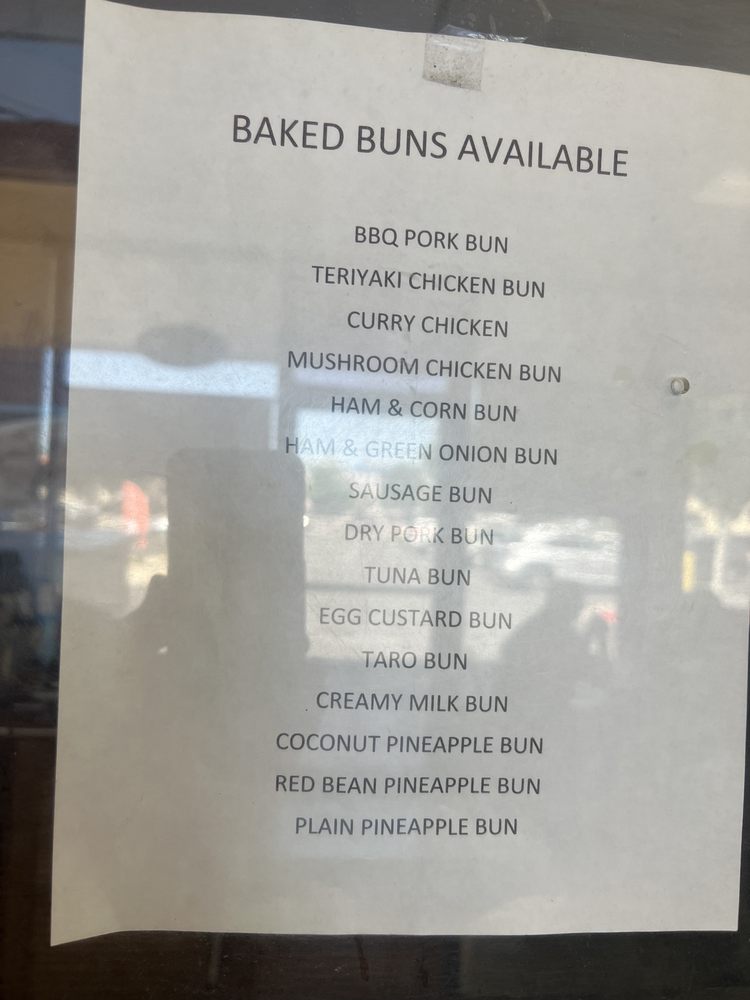 BAKED BUNS AVAILABLE
BBQ PORK BUN
TERIYAKI CHICKEN BUN
CURRY CHICKEN
MUSHROOM CHICKEN BUN
HAM & CORN BUN
HAM & GREEN ONION BUN
SAUSAGE BUN
DRY PORK BUN
TUNA BUN
EGG CUSTARD BUN
TARO BUN
CREAMY MILK BUN
COCONUT PINEAPPLE BUN
RED BEAN PINEAPPLE BUN
PLAIN PINEAPPLE BUN